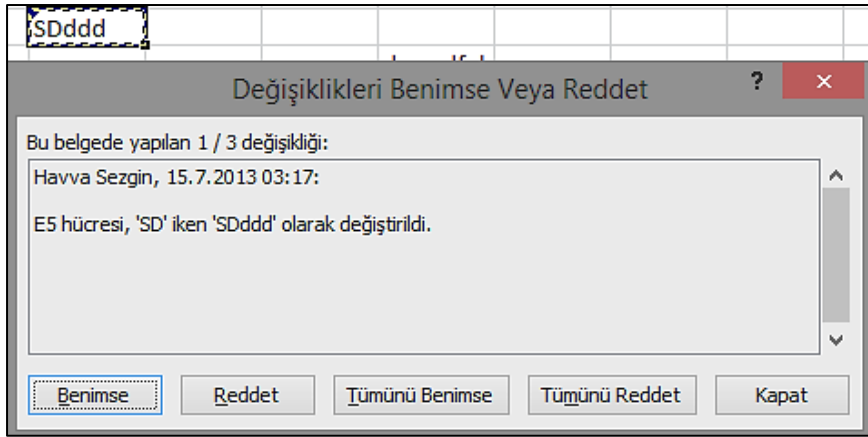 SDddd
Değişiklikleri Benimse Veya Reddet
?
Bu belgede yapılan 1 / 3 değişikliği:
Havva Sezgin, 15.7.2013 03:17:
E5 hücresi, 'SD' iken 'SDddd' olarak değiştirildi.
Benimse Reddet Tümünü Benimse Tümünü Reddet Kapat